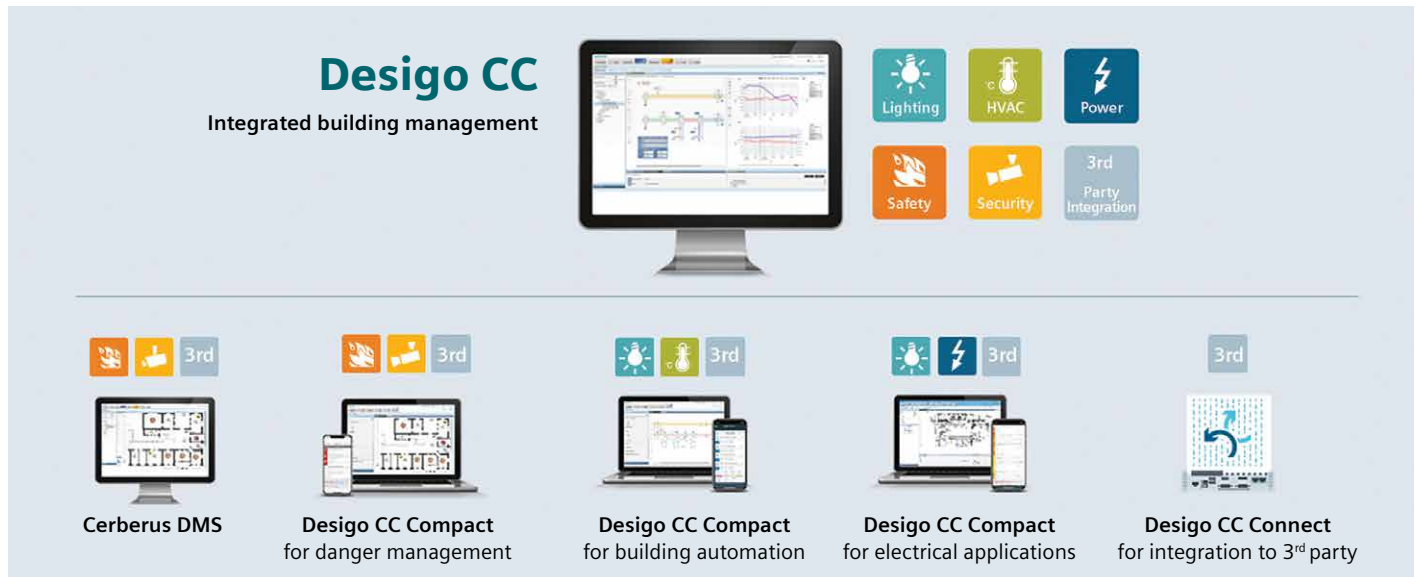 Desigo CC
Integrated building management
Lighting
HVAC
Power
Safety
Security
3rd
Party
Integration
3rd
3rd
3rd
3rd
3rd
Cerberus DMS
Desigo CC Compact
for danger management
Desigo CC Compact
for building automation
Desigo CC Compact
for electrical applications
Desigo CC Connect
for integration to 3rd party